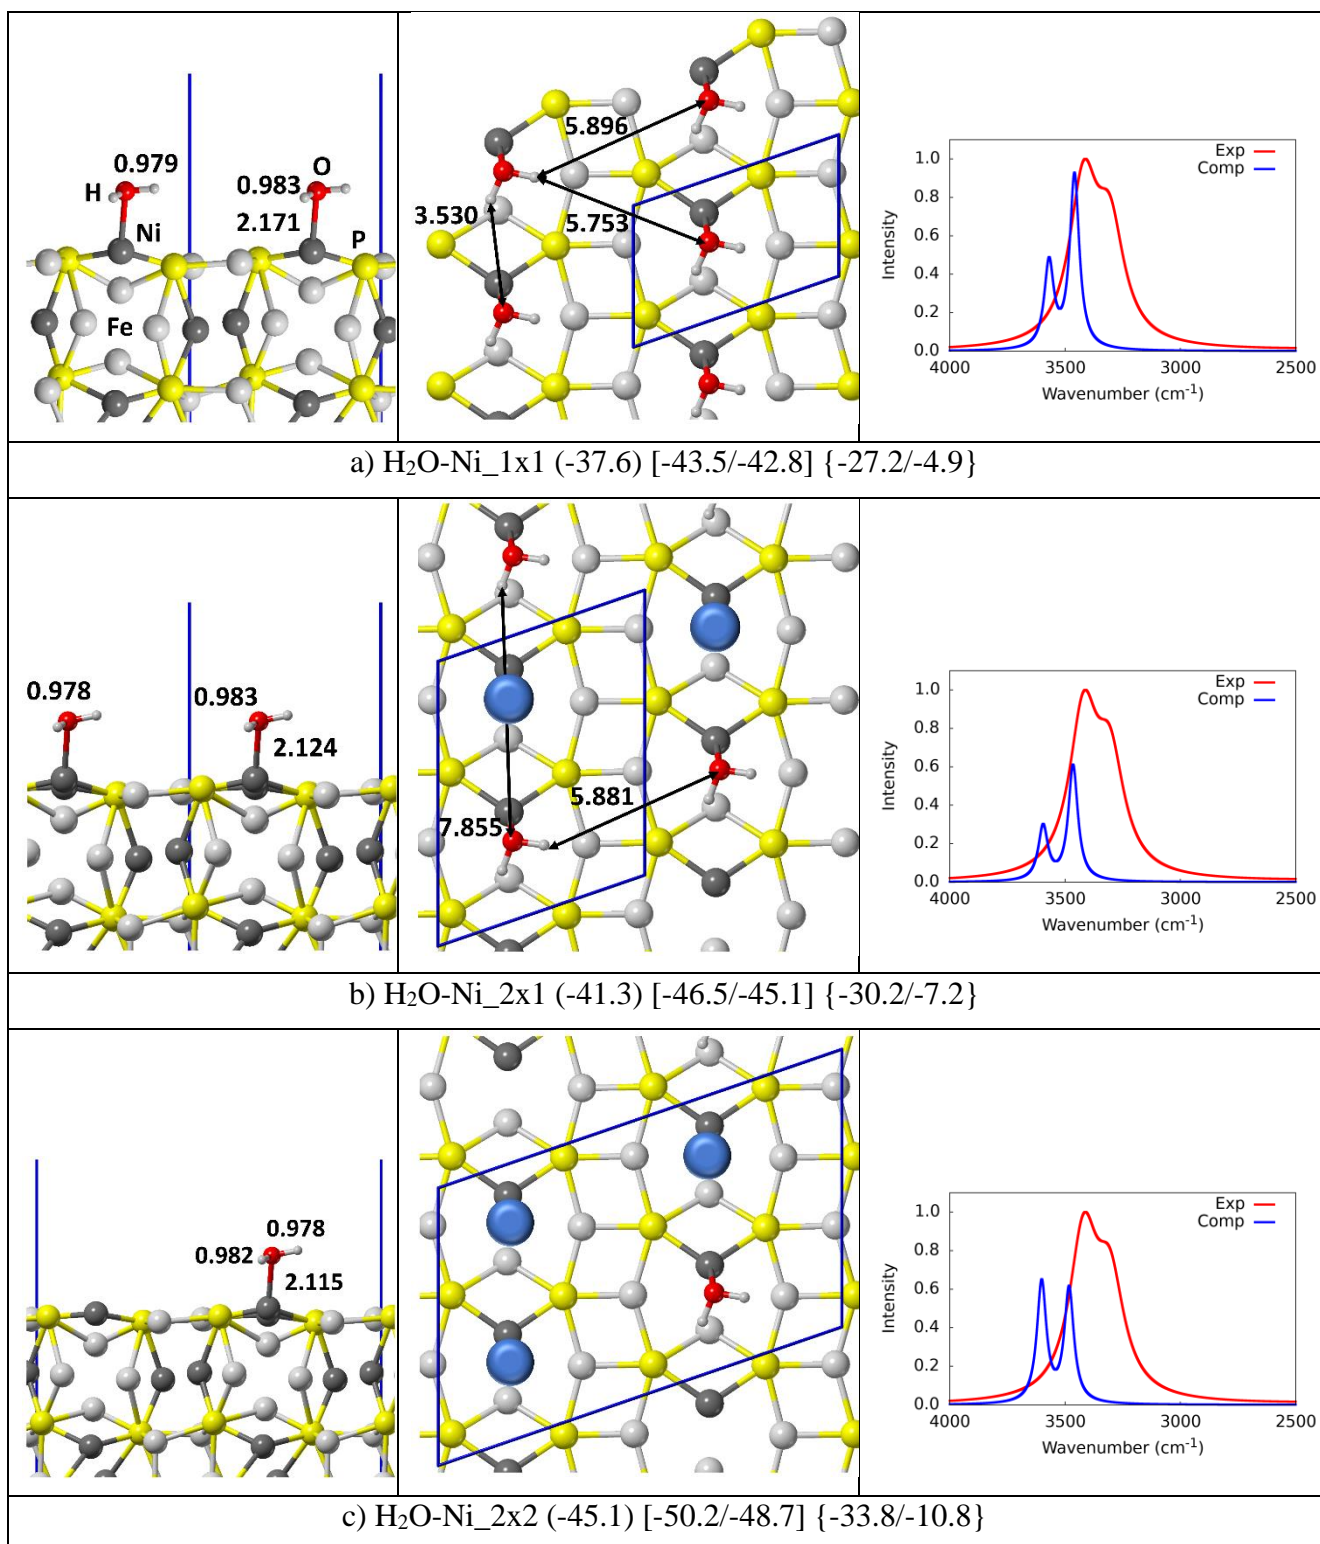 0.979
H
0.983
O
2.171
Ni
P
Fe
5.896
3.530
5.753
Exp
Comp
Intensity
1.0
0.8
0.6
0.4
0.2
0.0
4000 3500 3000 2500
Wavenumber (cm⁻¹)
a) H₂O-Ni_1x1 (-37.6) [-43.5/-42.8] {-27.2/-4.9}
0.978
0.983
2.124
5.881
7.855
Exp
Comp
Intensity
1.0
0.8
0.6
0.4
0.2
0.0
4000 3500 3000 2500
Wavenumber (cm⁻¹)
b) H₂O-Ni_2x1 (-41.3) [-46.5/-45.1] {-30.2/-7.2}
0.978
0.982
2.115
Exp
Comp
Intensity
1.0
0.8
0.6
0.4
0.2
0.0
4000 3500 3000 2500
Wavenumber (cm⁻¹)
c) H₂O-Ni_2x2 (-45.1) [-50.2/-48.7] {-33.8/-10.8}